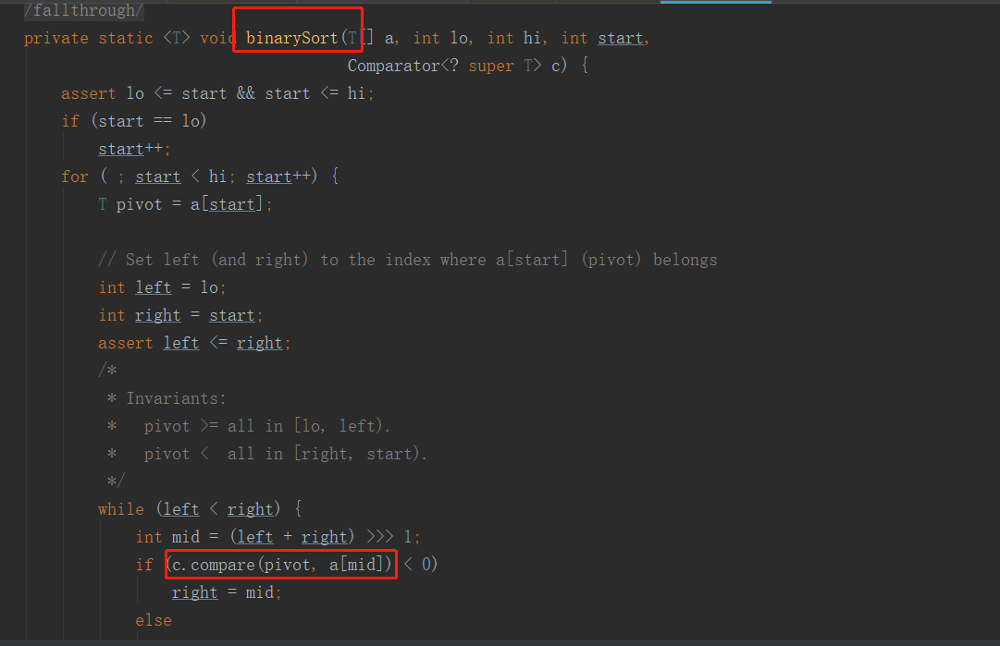 /fallthrough/
private static <T> void binarySort(T[] a, int lo, int hi, int start,
Comparator<? super T> c) {
assert lo <= start && start <= hi;
if (start == lo)
start++;
for ( ; start < hi; start++) {
T pivot = a[start];
// Set left (and right) to the index where a[start] (pivot) belongs
int left = lo;
int right = start;
assert left <= right;
/*
* Invariants:
*   pivot >= all in [lo, left).
*   pivot <  all in [right, start).
*/
while (left < right) {
int mid = (left + right) >>> 1;
if (c.compare(pivot, a[mid]) < 0)
right = mid;
else